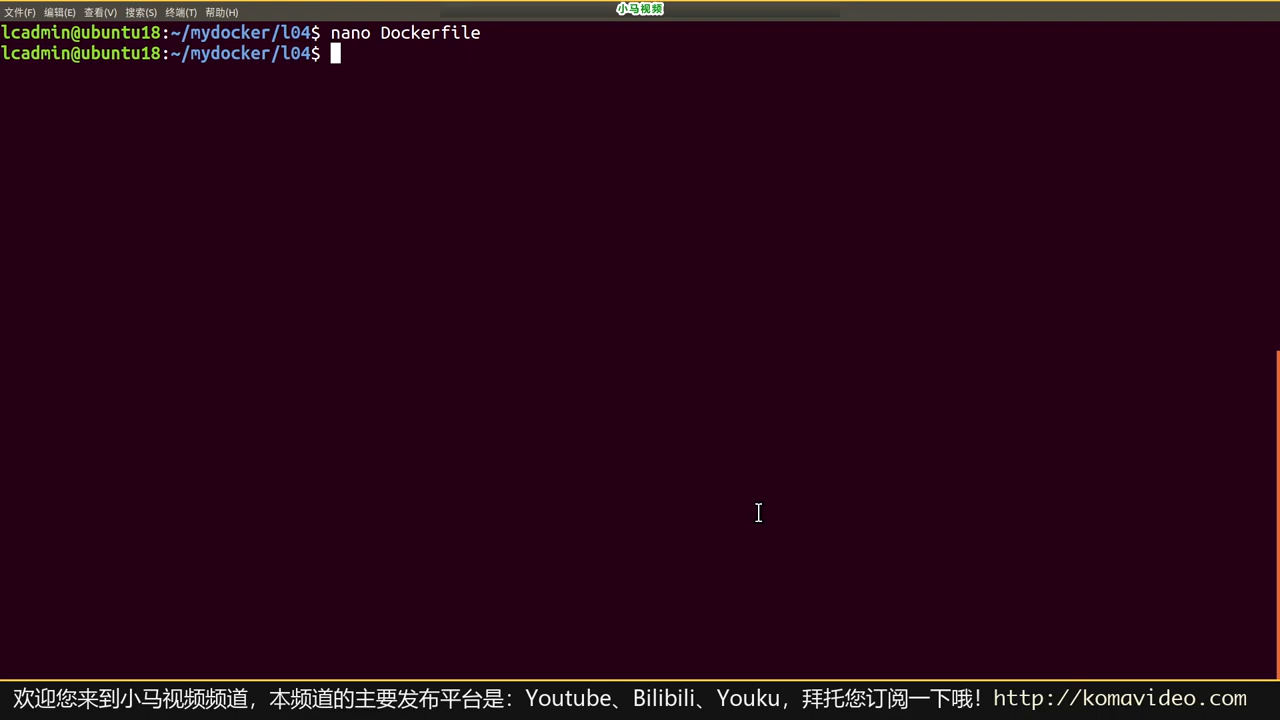 小马视频
文件(F) 编辑(E) 查看(V) 搜索(S) 终端(T) 帮助(H)
lcadmin@ubuntu18:~/mydocker/l04$ nano Dockerfile
lcadmin@ubuntu18:~/mydocker/l04$
欢迎您来到小马视频频道，本频道的主要发布平台是：Youtube、Bilibili、Youku，拜托您订阅一下哦！http://komavideo.com